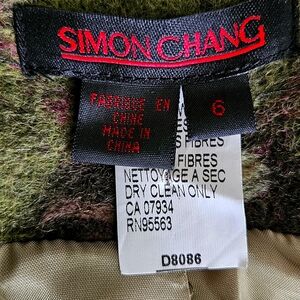 SIMON CHANG
FABRIQUE EN
CHINE
MADE IN
CHINA
6
FIBRES
FIBRES
NETTOYAGE A SEC
DRY CLEAN ONLY
CA 07934
RN95563
D8086